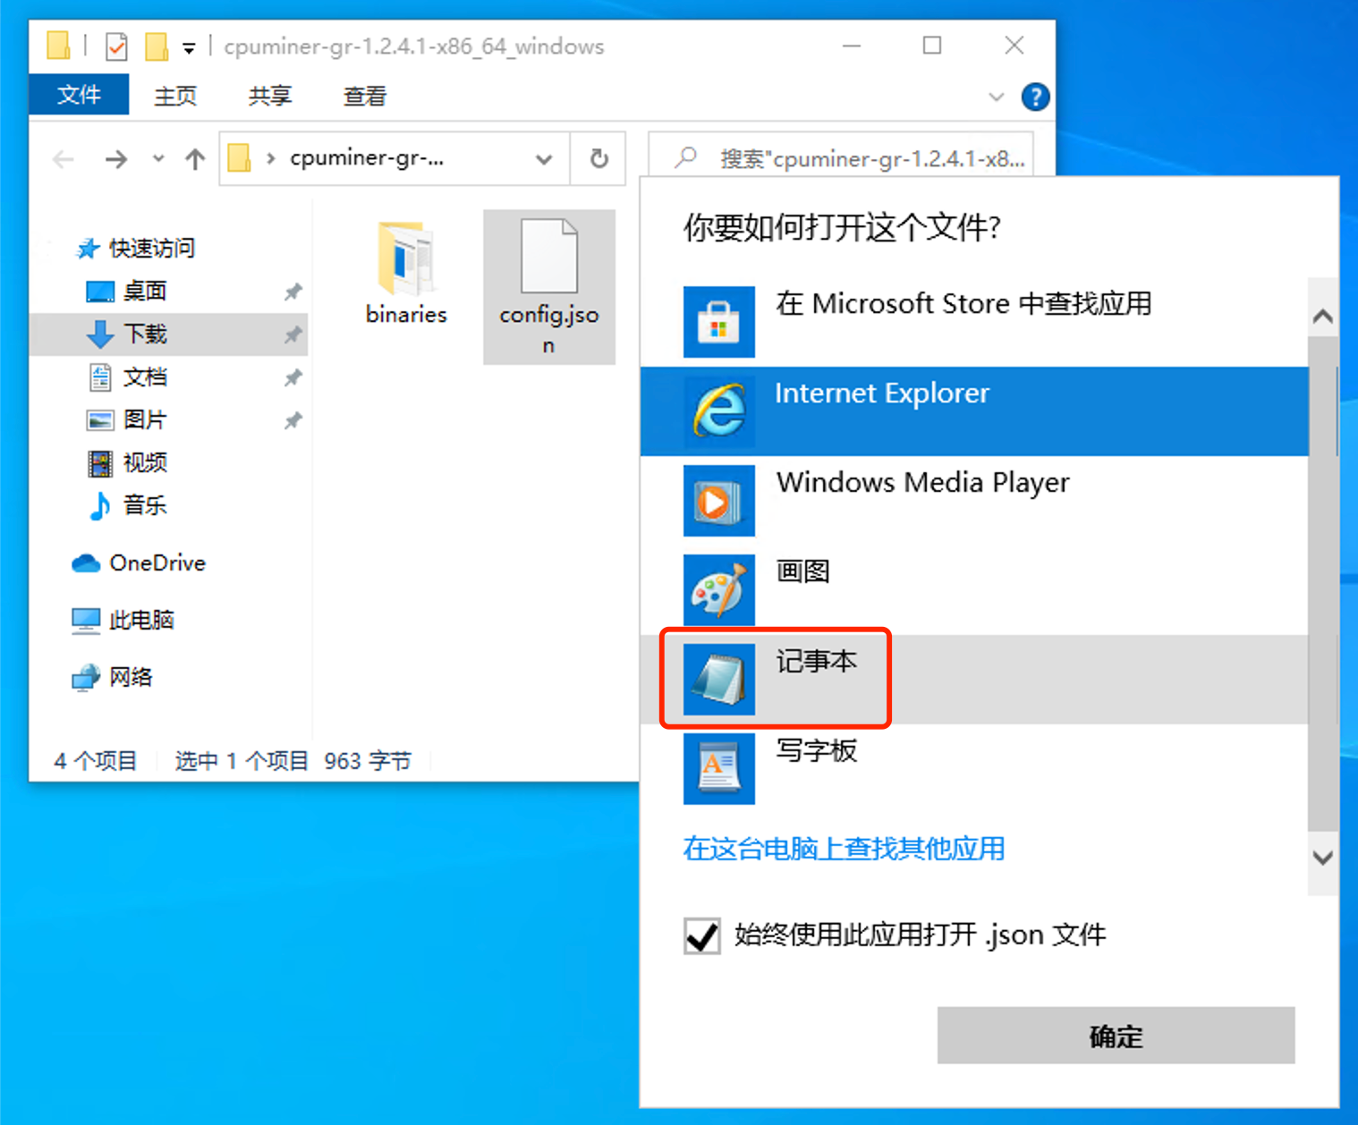 cpuminer-gr-1.2.4.1-x86_64_windows
文件 主页 共享 查看
cpuminer-gr-...
搜索"cpuminer-gr-1.2.4.1-x8...
快速访问
桌面
下载
文档
图片
视频
音乐
OneDrive
此电脑
网络
binaries
config.jso
n
4 个项目 选中 1 个项目 963 字节
你要如何打开这个文件?
在 Microsoft Store 中查找应用
Internet Explorer
Windows Media Player
画图
记事本
写字板
在这台电脑上查找其他应用
始终使用此应用打开 .json 文件
确定